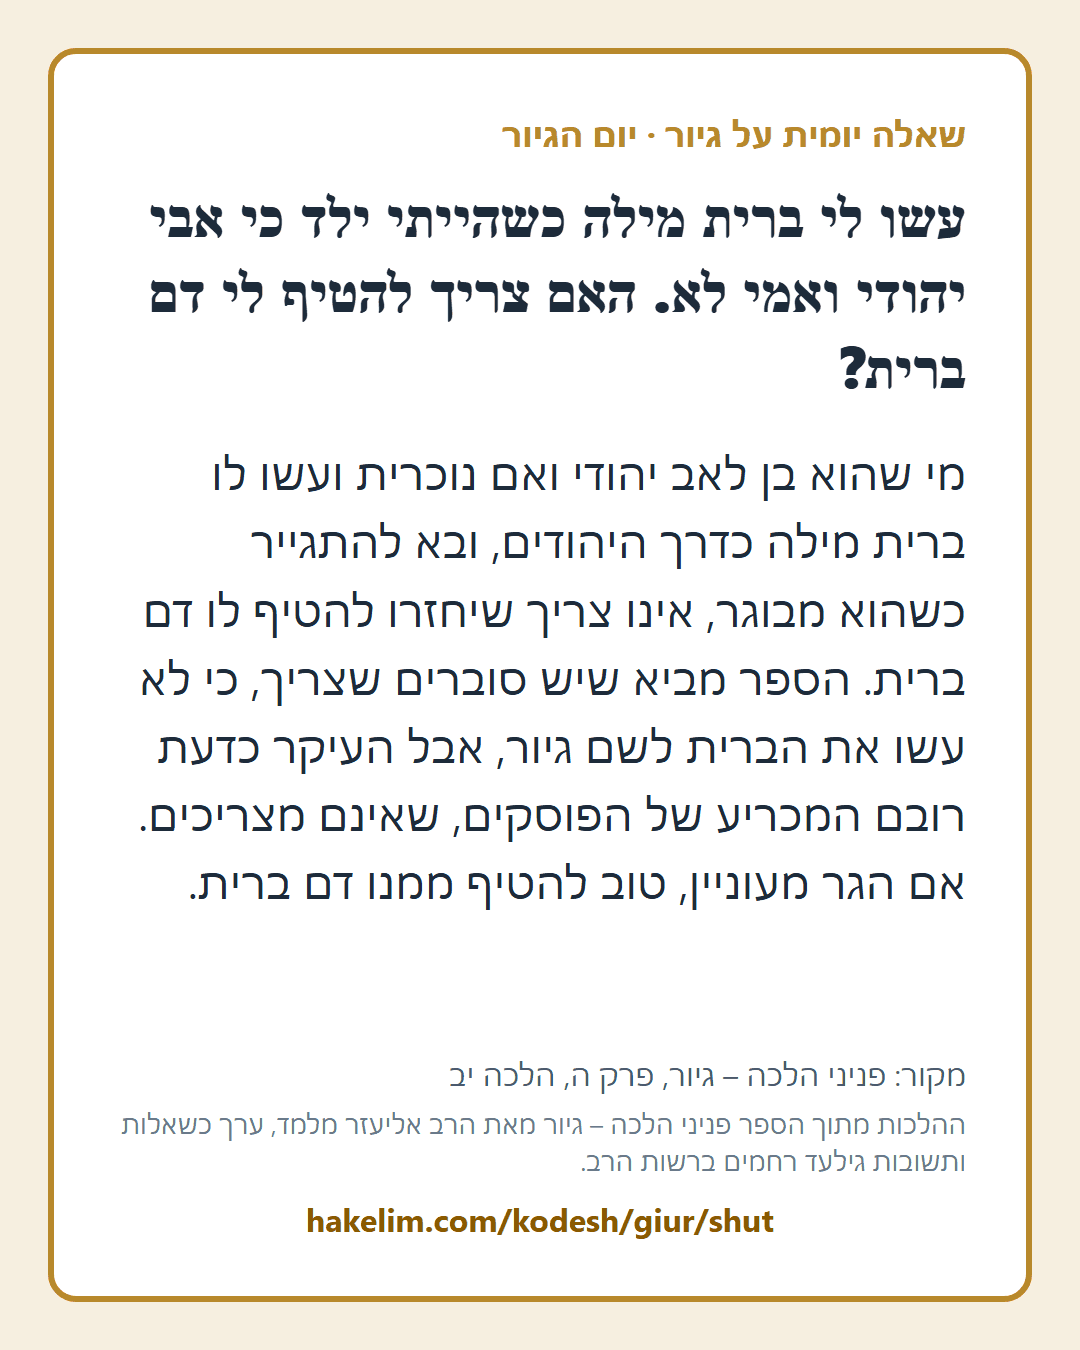 שאלה יומית על גיור · יום הגיור
עשו לי ברית מילה כשהייתי ילד כי אבי
יהודי ואמי לא. האם צריך להטיף לי דם
ברית?
מי שהוא בן לאב יהודי ואם נוכרית ועשו לו
ברית מילה כדרך היהודים, ובא להתגייר
כשהוא מבוגר, אינו צריך שיחזרו להטיף לו דם
ברית. הספר מביא שיש סוברים שצריך, כי לא
עשו את הברית לשם גיור, אבל העיקר כדעת
רובם המכריע של הפוסקים, שאינם מצריכים.
אם הגר מעוניין, טוב להטיף ממנו דם ברית.
מקור: פניני הלכה – גיור, פרק ה, הלכה יב
ההלכות מתוך הספר פניני הלכה – גיור מאת הרב אליעזר מלמד, ערך כשאלות
ותשובות גילעד רחמים ברשות הרב.
hakelim.com/kodesh/giur/shut